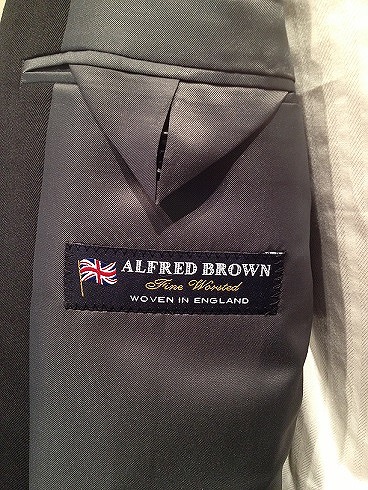 ALFRED BROWN
Fine Worsted
WOVEN IN ENGLAND